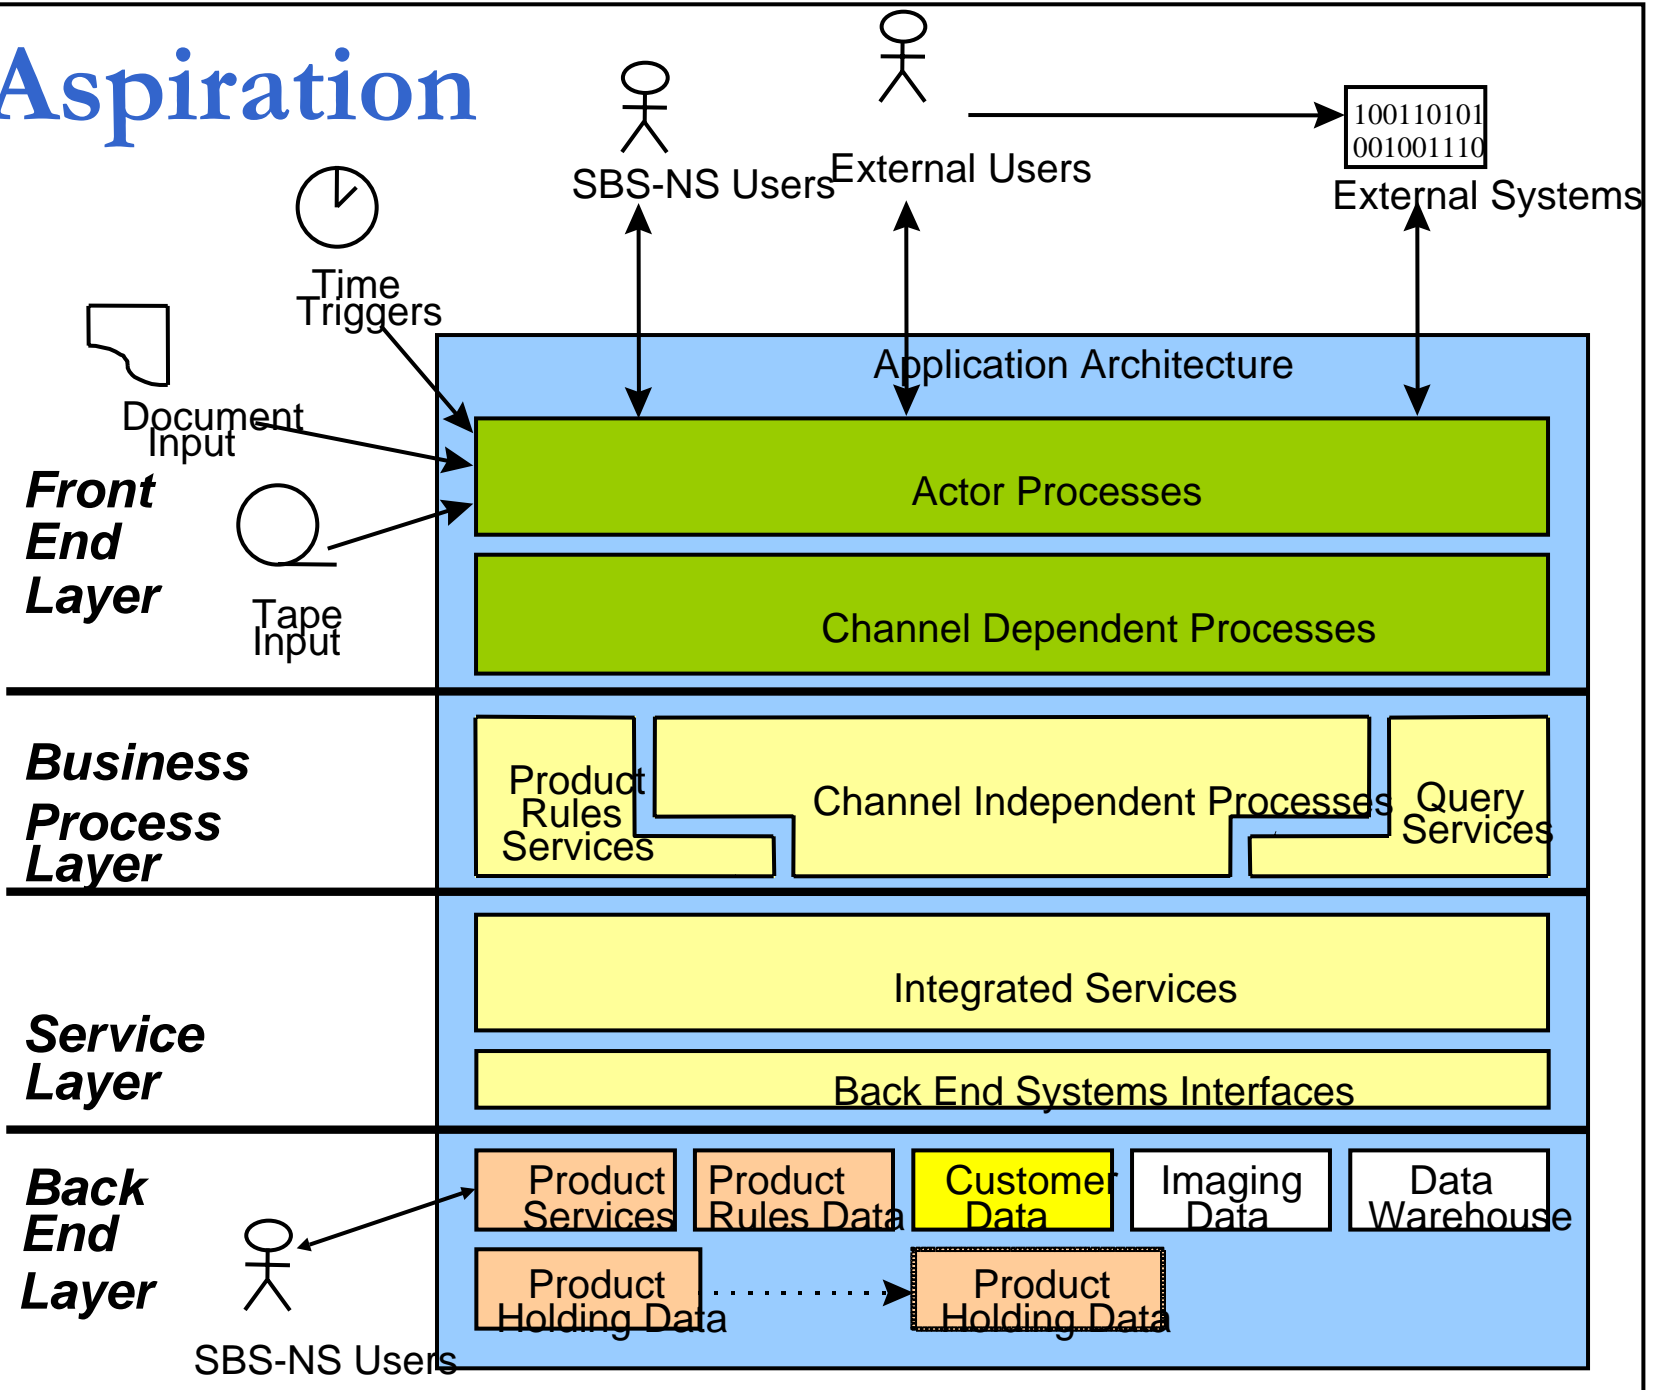 Aspiration
100110101
001001110
SBS-NS Users
External Users
External Systems
Time
Triggers
Application Architecture
Document
Input
Front
End
Layer
Actor Processes
Tape
Input
Channel Dependent Processes
Business
Process
Layer
Product
Rules
Services
Channel Independent Processes
Query
Services
Integrated Services
Service
Layer
Back End Systems Interfaces
Back
End
Layer
Product
Services
Product
Rules Data
Customer
Data
Imaging
Data
Data
Warehouse
Product
Holding Data
Product
Holding Data
SBS-NS Users